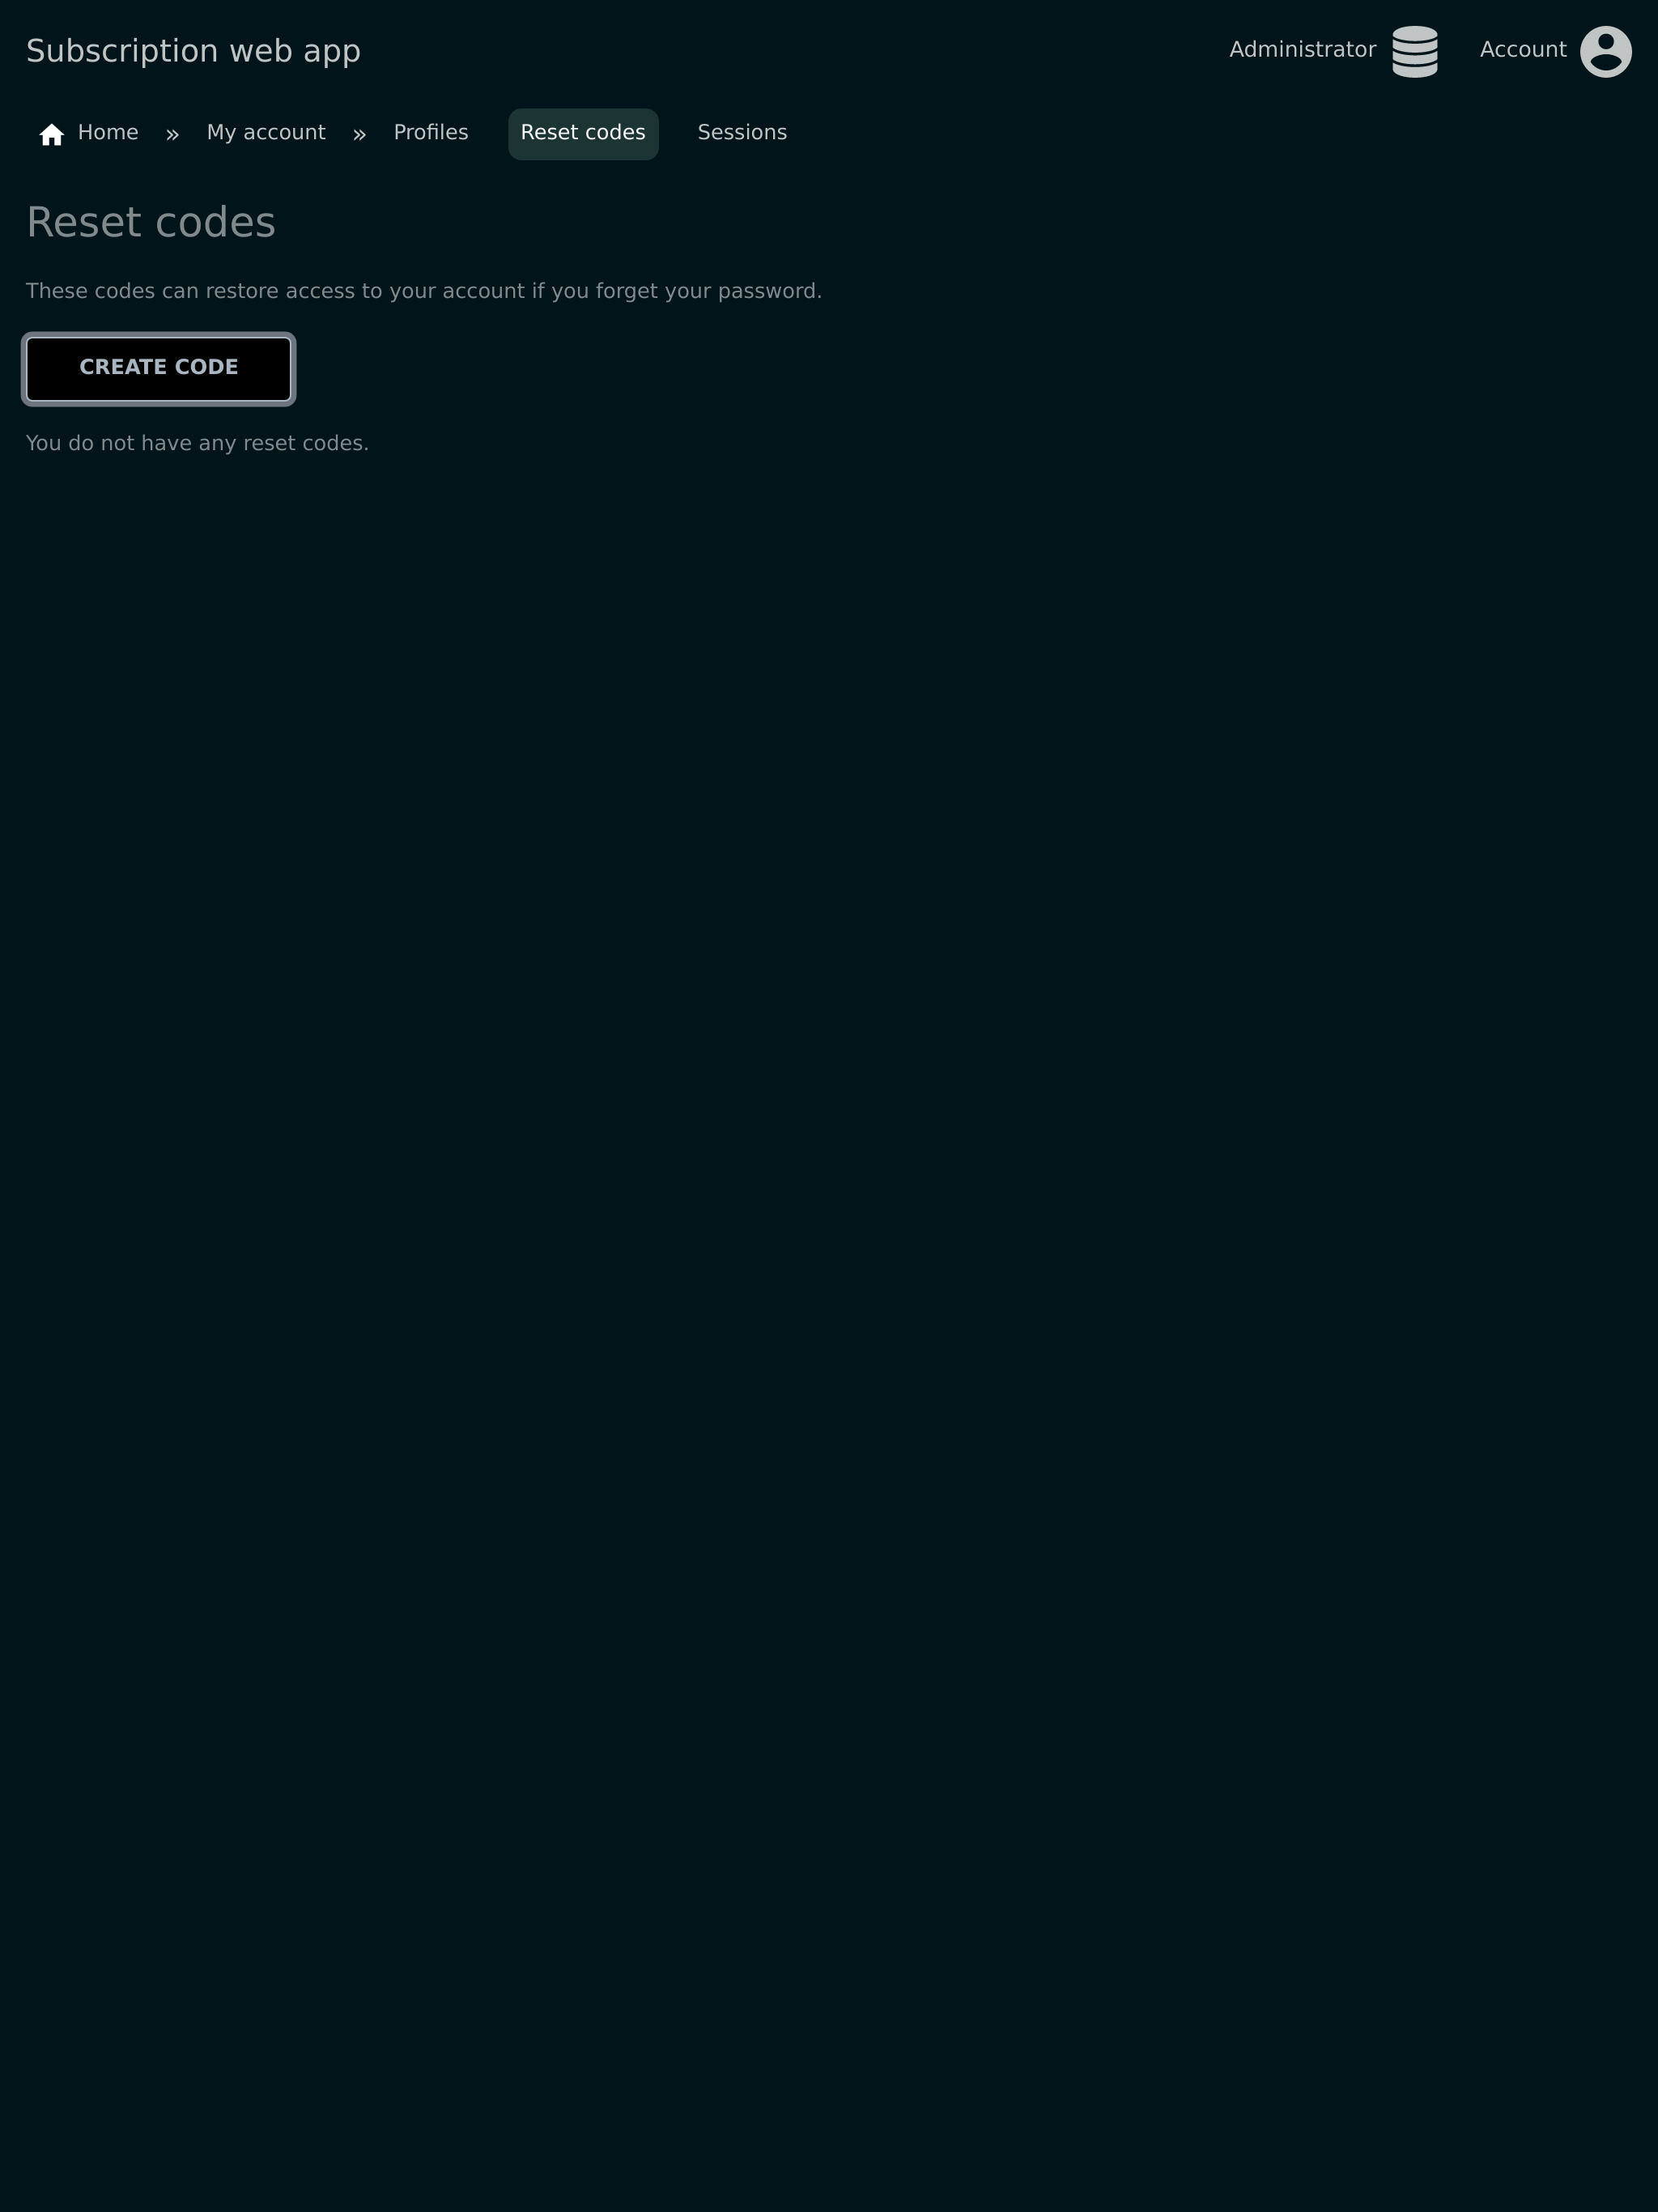 Subscription web app
Administrator
Account
Home » My account » Profiles Reset codes Sessions
Reset codes
These codes can restore access to your account if you forget your password.
CREATE CODE
You do not have any reset codes.